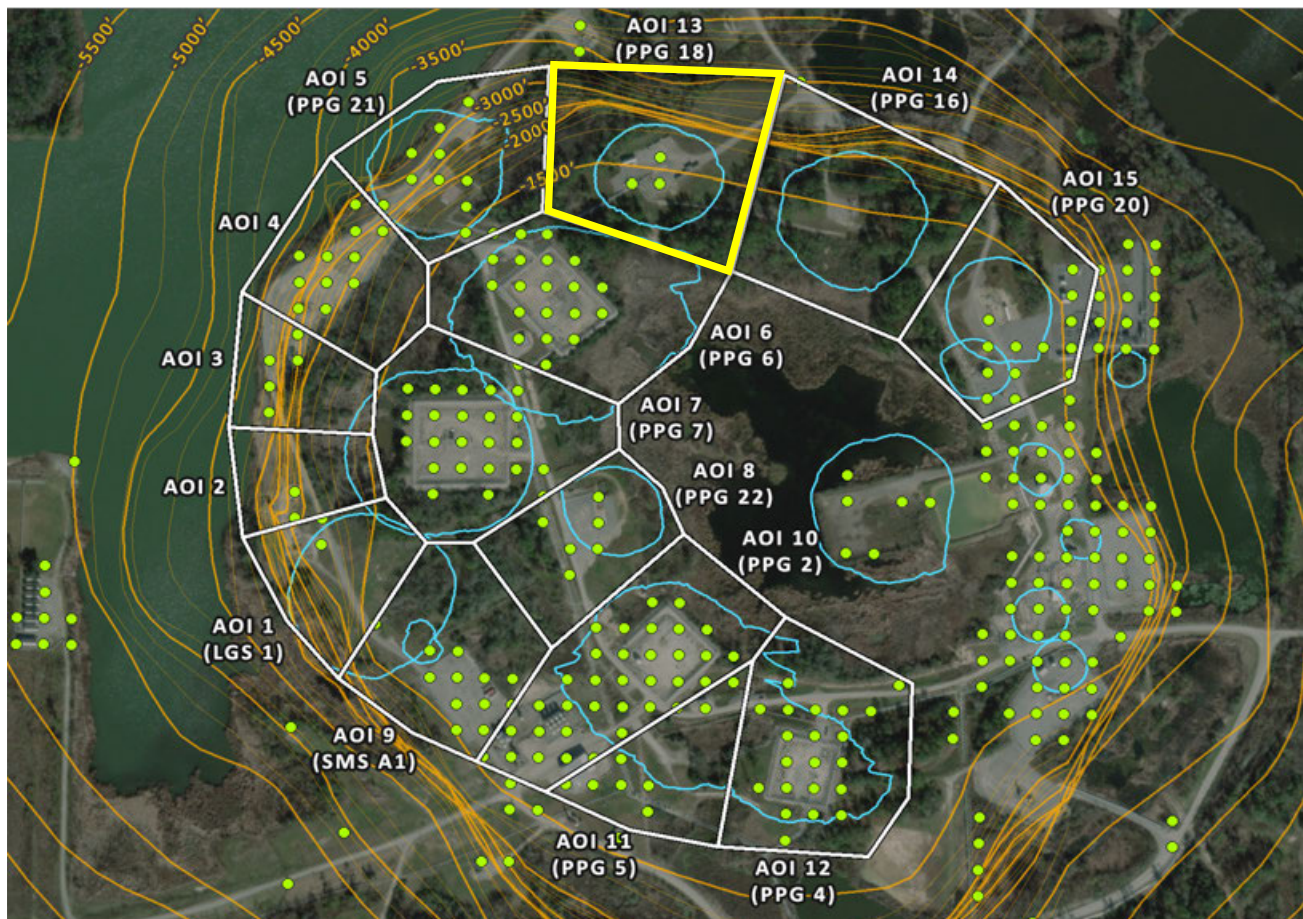 -5500'
-5000'
-4500'
-4000'
-3500'
-3000'
-2500'
-2000'
-1500'
AOI 13
(PPG 18)
AOI 5
(PPG 21)
AOI 14
(PPG 16)
AOI 15
(PPG 20)
AOI 4
AOI 3
AOI 6
(PPG 6)
AOI 7
(PPG 7)
AOI 8
(PPG 22)
AOI 2
AOI 10
(PPG 2)
AOI 1
(LGS 1)
AOI 9
(SMS A1)
AOI 11
(PPG 5)
AOI 12
(PPG 4)